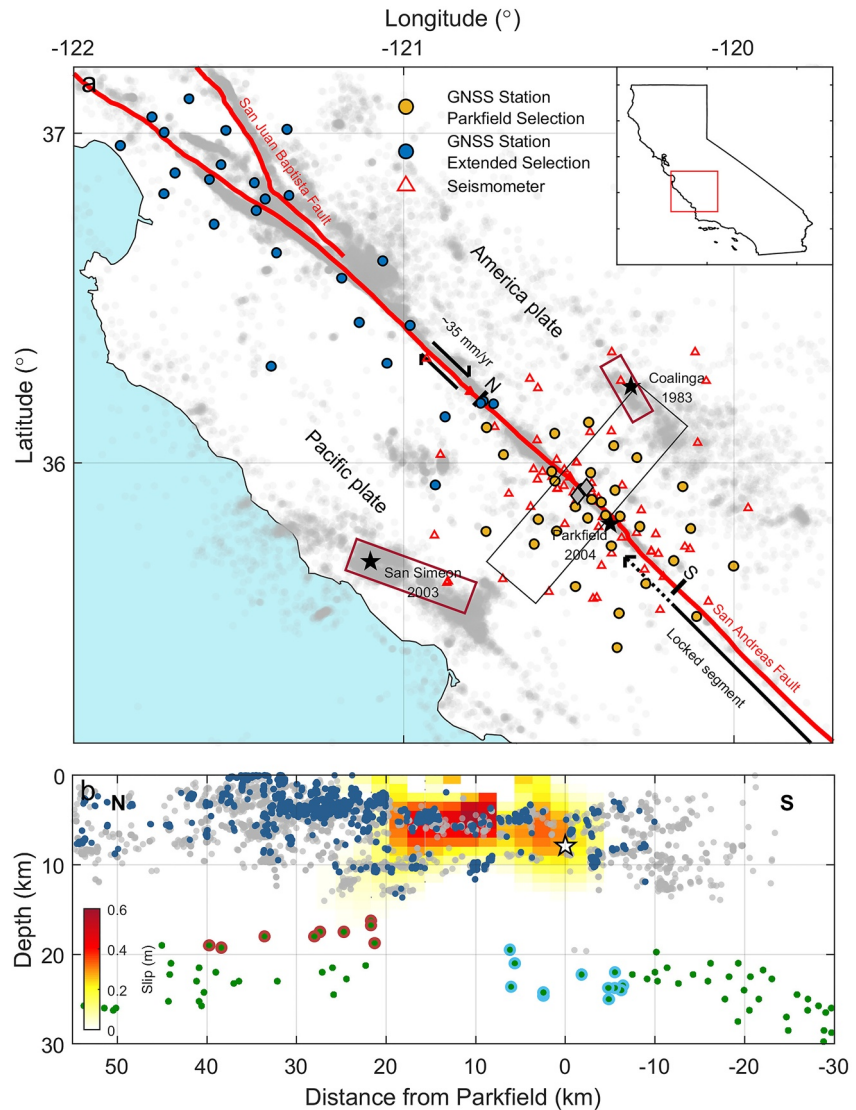 Longitude (°)
-122
-121
-120
a
GNSS Station
Parkfield Selection
GNSS Station
Extended Selection
Seismometer
San Juan Baptista Fault
37
America plate
~35 mm/yr
N
Coalinga
1983
Latitude (°)
36
Pacific plate
Parkfield
2004
San Simeon
2003
S
San Andreas Fault
Locked segment
b
N
S
0
10
20
30
Depth (km)
0.6
0.4
0.2
0
Slip (m)
50
40
30
20
10
0
-10
-20
-30
Distance from Parkfield (km)